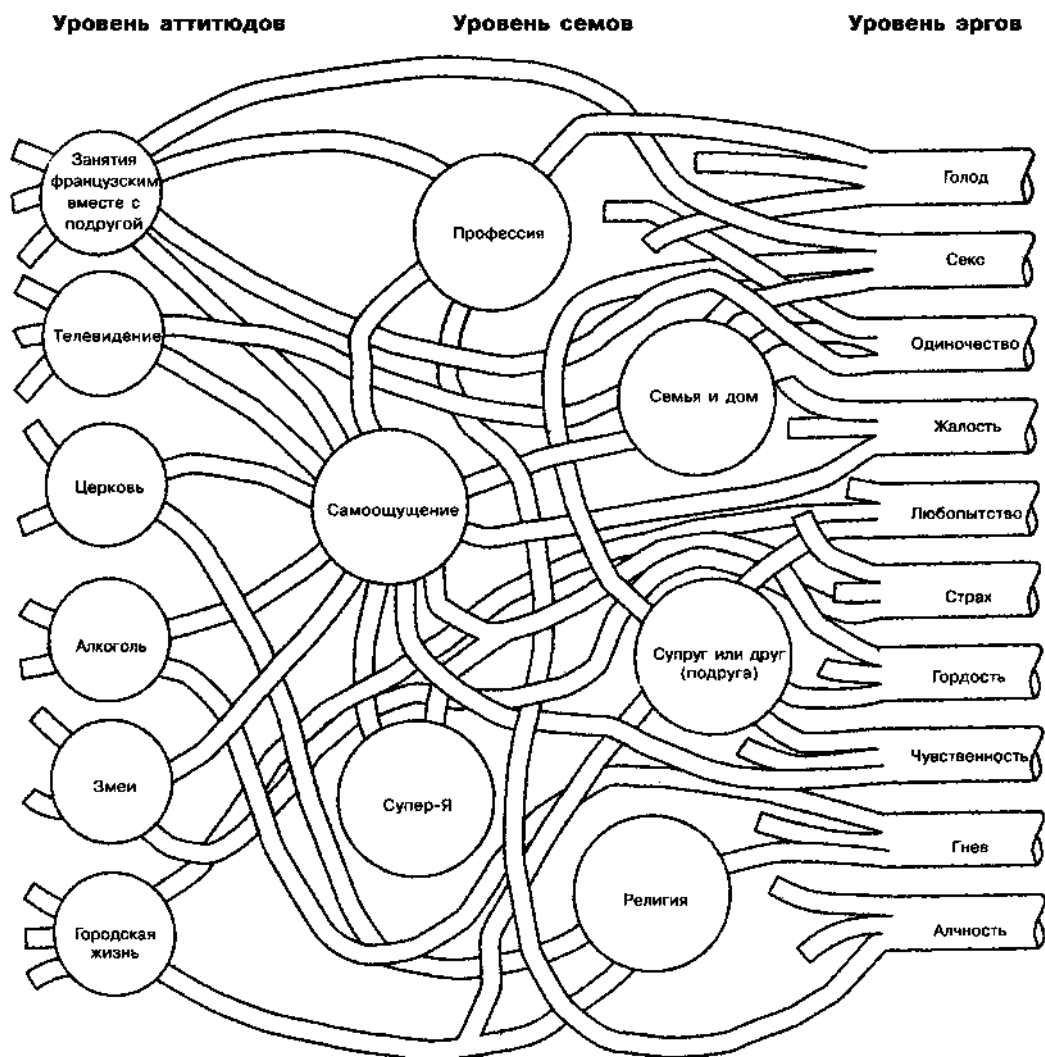 Уровень аттитюдов
Уровень семов
Уровень эргов
Занятия
французским
вместе с
подругой
Телевидение
Церковь
Алкоголь
Змеи
Городская
жизнь
Профессия
Семья и дом
Самоощущение
Супруг или друг
(подруга)
Супер-Я
Религия
Голод
Секс
Одиночество
Жалость
Любопытство
Страх
Гордость
Чувственность
Гнев
Алчность